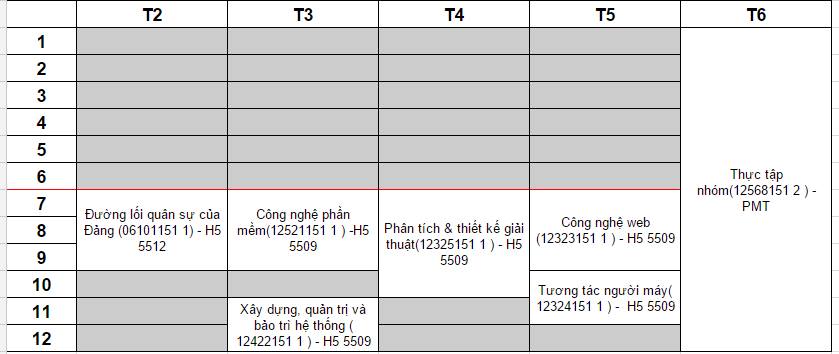 T2 T3 T4 T5 T6
1
2
3
4
5
6
7
8
9
10
11
12
Đường lối quân sự của
Đảng (06101151 1) - H5
5512
Công nghệ phần
mềm(12521151 1 ) -H5
5509
Xây dựng, quản trị và
bảo trì hệ thống (
12422151 1 ) - H5 5509
Phân tích & thiết kế giải
thuật(12325151 1 ) - H5
5509
Công nghệ web
(12323151 1 ) - H5 5509
Tương tác người máy(
12324151 1 ) -  H5 5509
Thực tập
nhóm(12568151 2 ) -
PMT